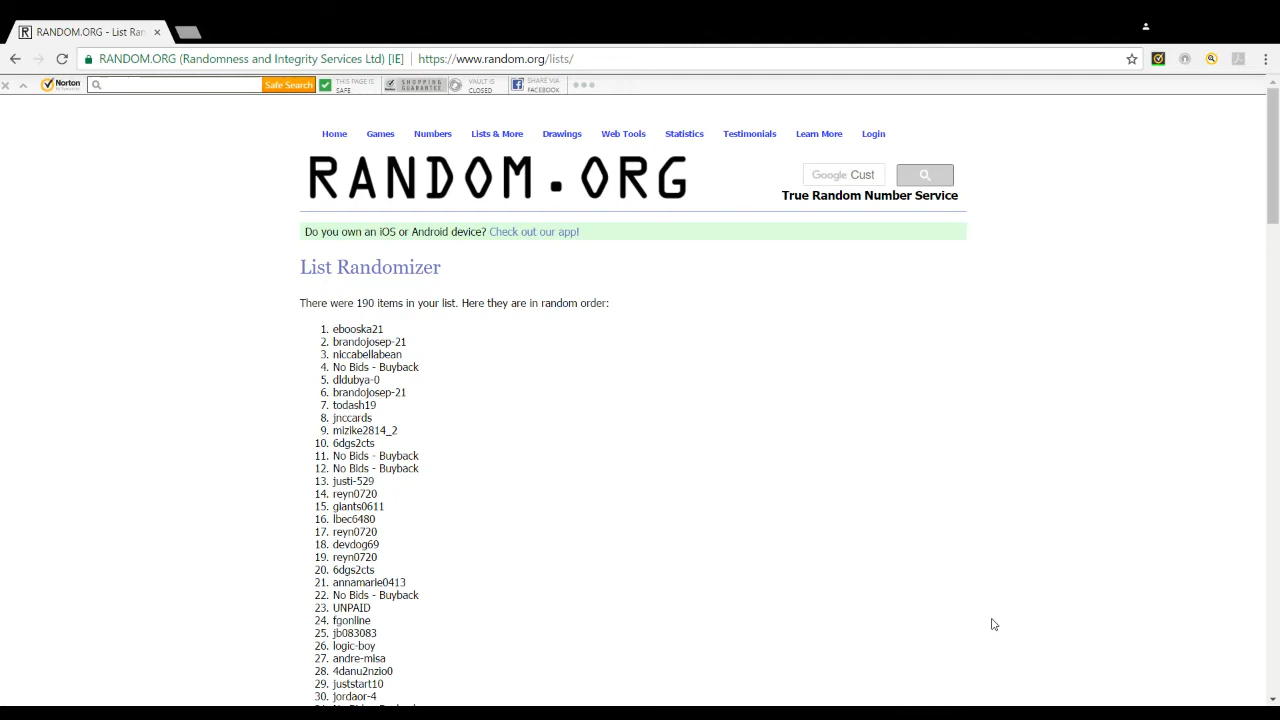 RANDOM.ORG - List Ran
RANDOM.ORG (Randomness and Integrity Services Ltd) [IE] https://www.random.org/lists/
Norton Safe Search THIS PAGE IS SAFE SHOPPING GUARANTEE VAULT IS CLOSED SHARE VIA FACEBOOK
Home Games Numbers Lists & More Drawings Web Tools Statistics Testimonials Learn More Login
RANDOM.ORG
Google Cust
True Random Number Service
Do you own an iOS or Android device? Check out our app!
List Randomizer
There were 190 items in your list. Here they are in random order:
1. ebooska21
2. brandojosep-21
3. niccabellabean
4. No Bids - Buyback
5. dldubya-0
6. brandojosep-21
7. todash19
8. jnccards
9. mizike2814_2
10. 6dgs2cts
11. No Bids - Buyback
12. No Bids - Buyback
13. justi-529
14. reyn0720
15. giants0611
16. lbec6480
17. reyn0720
18. devdog69
19. reyn0720
20. 6dgs2cts
21. annamarie0413
22. No Bids - Buyback
23. UNPAID
24. fgonline
25. jb083083
26. logic-boy
27. andre-misa
28. 4danu2nzio0
29. juststart10
30. jordaor-4